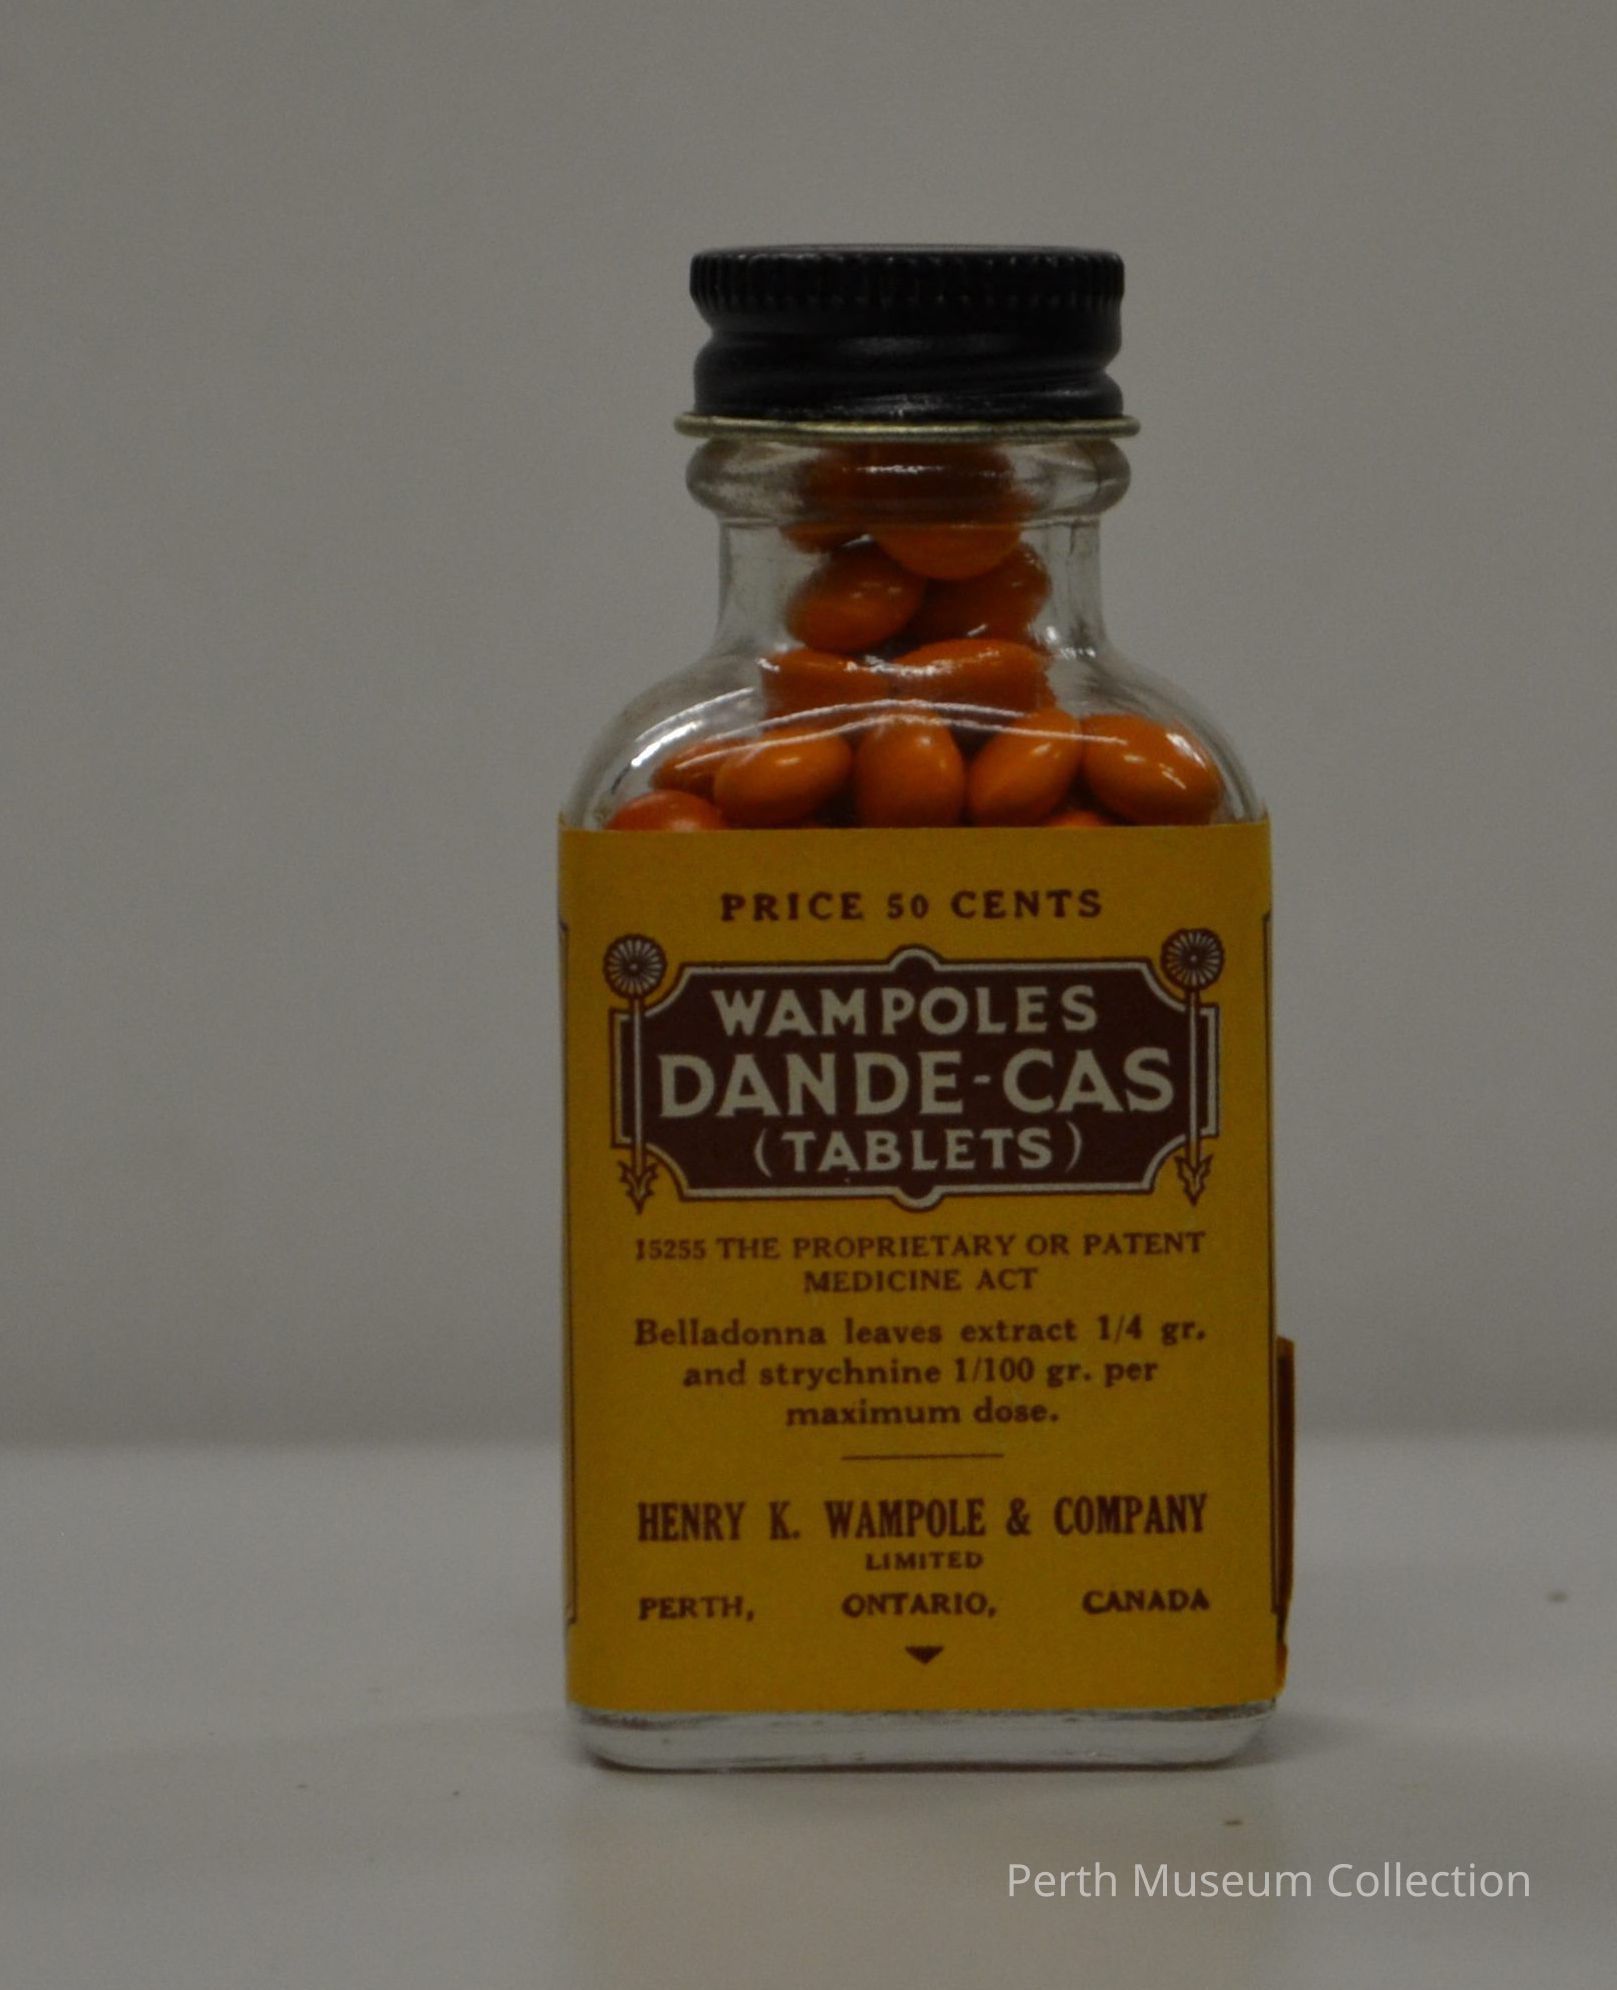 PRICE 50 CENTS
WAMPOLES
DANDE-CAS
(TABLETS)
15255 THE PROPRIETARY OR PATENT
MEDICINE ACT
Belladonna leaves extract 1/4 gr.
and strychnine 1/100 gr. per
maximum dose.
HENRY K. WAMPOLE & COMPANY
LIMITED
PERTH, ONTARIO, CANADA
Perth Museum Collection